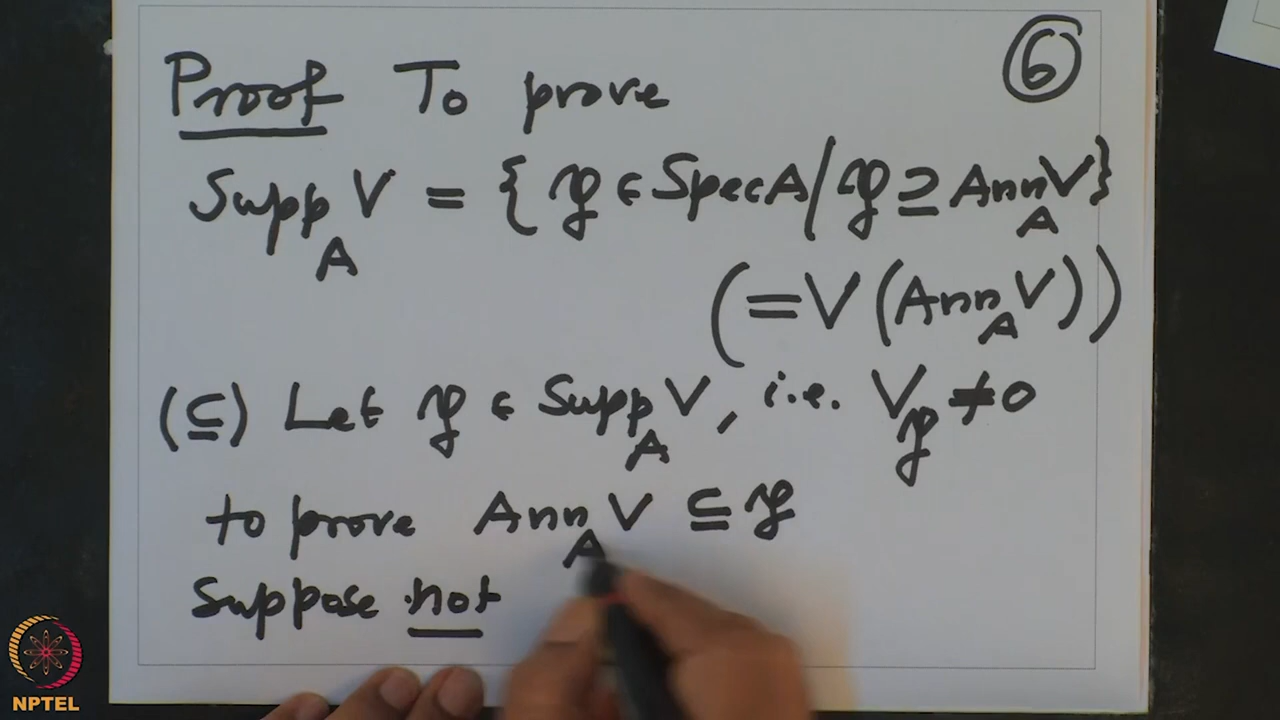 Proof To prove ⑥
Supp_A V = { 𝔭 ∈ Spec A / 𝔭 ⊇ Ann_A V }
( = V ( Ann_A V ) )
(⊆) Let 𝔭 ∈ Supp_A V, i.e. V_𝔭 ≠ 0
to prove Ann_A V ⊆ 𝔭
Suppose not
NPTEL